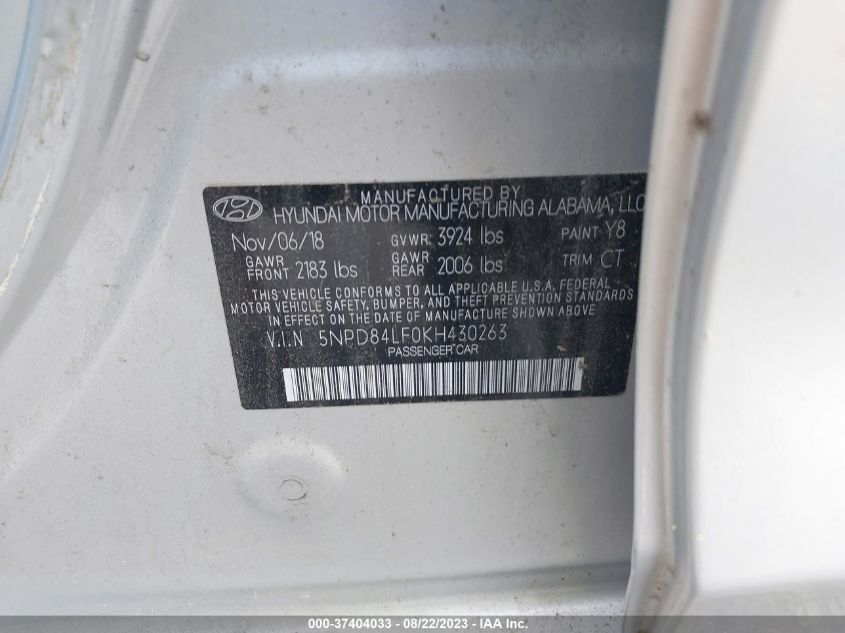 MANUFACTURED BY
HYUNDAI MOTOR MANUFACTURING ALABAMA, LLC
Nov/06/18 GVWR 3924 lbs PAINT Y8
GAWR FRONT 2183 lbs GAWR REAR 2006 lbs TRIM CT
THIS VEHICLE CONFORMS TO ALL APPLICABLE U.S.A. FEDERAL
MOTOR VEHICLE SAFETY, BUMPER, AND THEFT PREVENTION STANDARDS
IN EFFECT ON THE DATE OF MANUFACTURE SHOWN ABOVE.
V.I.N 5NPD84LF0KH430263
PASSENGER CAR
000-37404033 - 08/22/2023 - © IAA Inc.